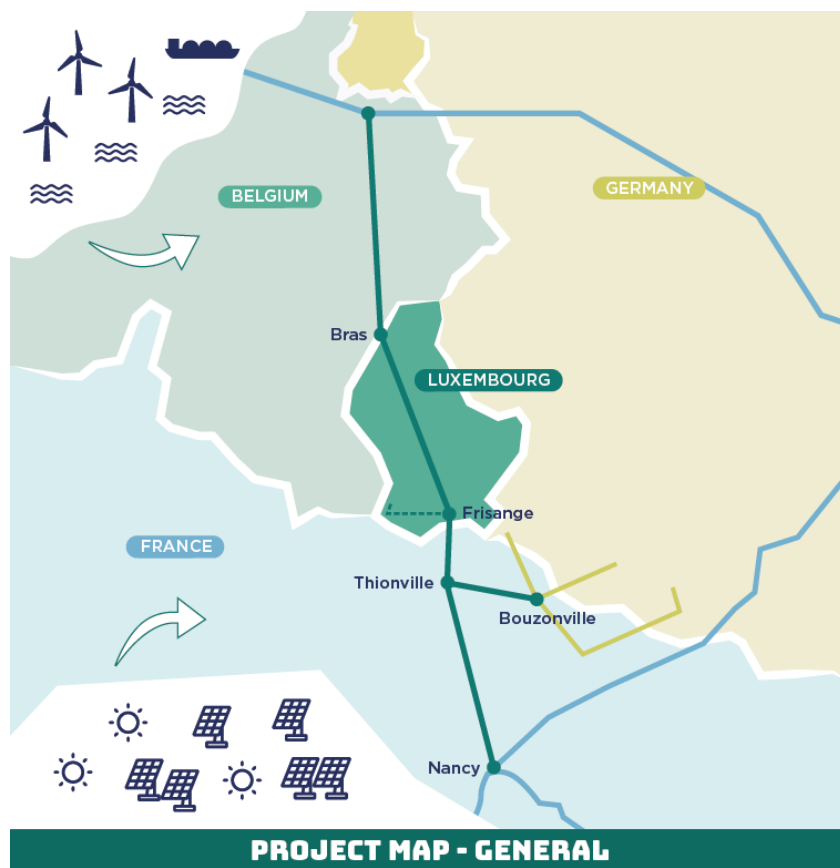 BELGIUM
GERMANY
Bras
LUXEMBOURG
Frisange
FRANCE
Thionville
Bouzonville
Nancy
PROJECT MAP - GENERAL